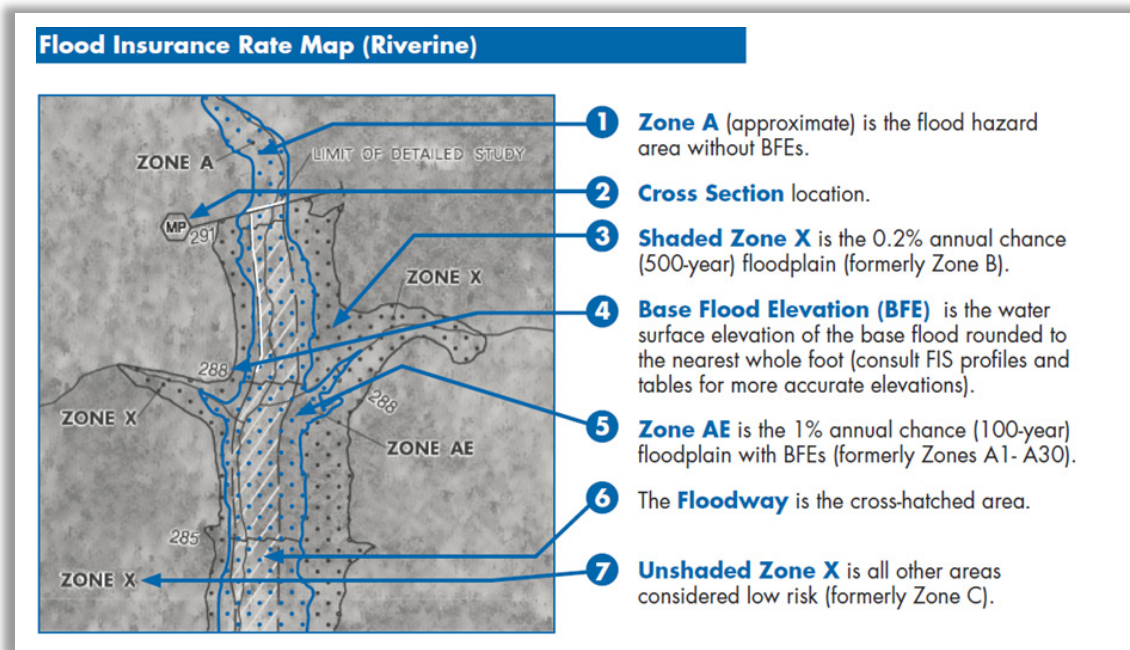 Flood Insurance Rate Map (Riverine)
ZONE A
LIMIT OF DETAILED STUDY
MP
291
ZONE X
288
288
ZONE X
ZONE AE
285
ZONE X
1 Zone A (approximate) is the flood hazard
area without BFEs.
2 Cross Section location.
3 Shaded Zone X is the 0.2% annual chance
(500-year) floodplain (formerly Zone B).
4 Base Flood Elevation (BFE) is the water
surface elevation of the base flood rounded to
the nearest whole foot (consult FIS profiles and
tables for more accurate elevations).
5 Zone AE is the 1% annual chance (100-year)
floodplain with BFEs (formerly Zones A1- A30).
6 The Floodway is the cross-hatched area.
7 Unshaded Zone X is all other areas
considered low risk (formerly Zone C).